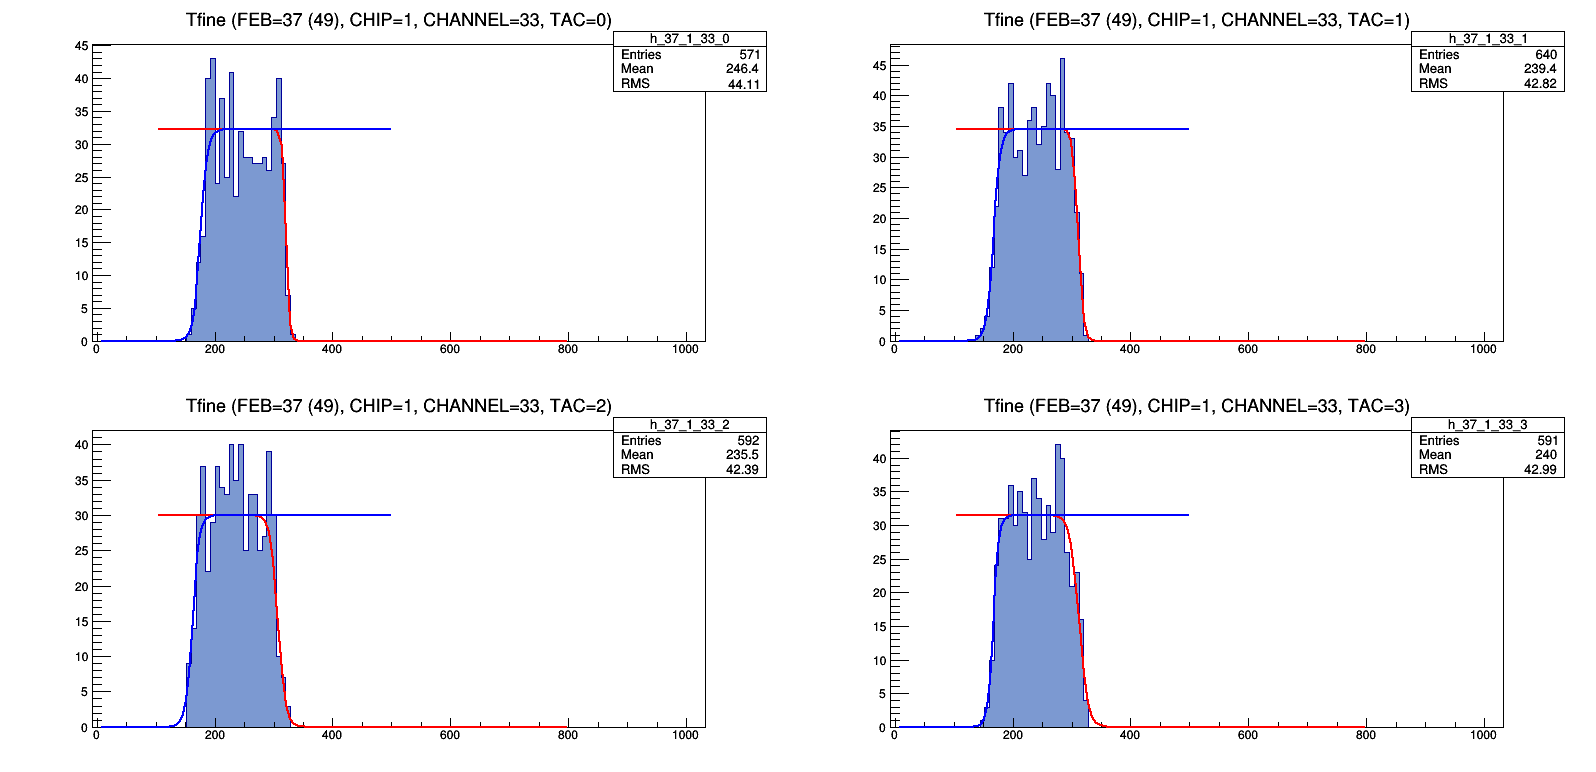 Tfine (FEB=37 (49), CHIP=1, CHANNEL=33, TAC=0)
h_37_1_33_0
Entries 571
Mean 246.4
RMS 44.11
45
40
35
30
25
20
15
10
5
0
0 200 400 600 800 1000
Tfine (FEB=37 (49), CHIP=1, CHANNEL=33, TAC=1)
h_37_1_33_1
Entries 640
Mean 239.4
RMS 42.82
45
40
35
30
25
20
15
10
5
0
0 200 400 600 800 1000
Tfine (FEB=37 (49), CHIP=1, CHANNEL=33, TAC=2)
h_37_1_33_2
Entries 592
Mean 235.5
RMS 42.39
40
35
30
25
20
15
10
5
0
0 200 400 600 800 1000
Tfine (FEB=37 (49), CHIP=1, CHANNEL=33, TAC=3)
h_37_1_33_3
Entries 591
Mean 240
RMS 42.99
40
35
30
25
20
15
10
5
0
0 200 400 600 800 1000